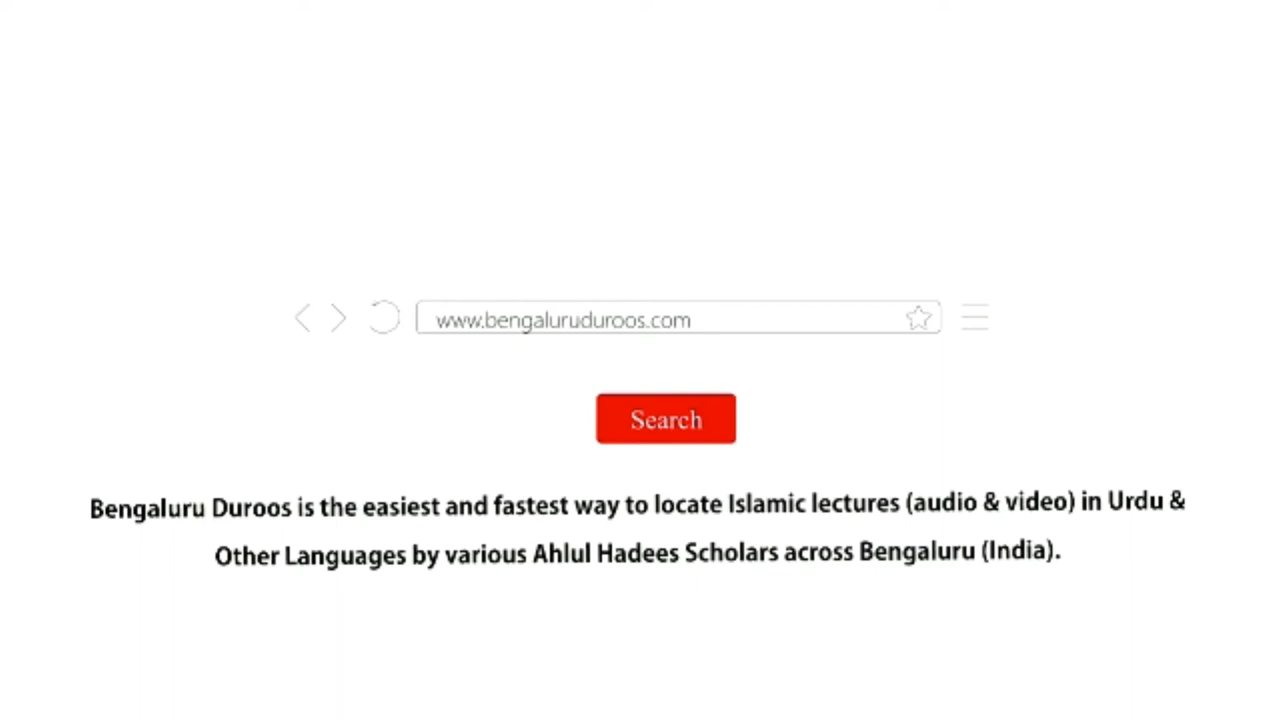 www.bengaluruduroos.com
Search
Bengaluru Duroos is the easiest and fastest way to locate Islamic lectures (audio & video) in Urdu &
Other Languages by various Ahlul Hadees Scholars across Bengaluru (India).